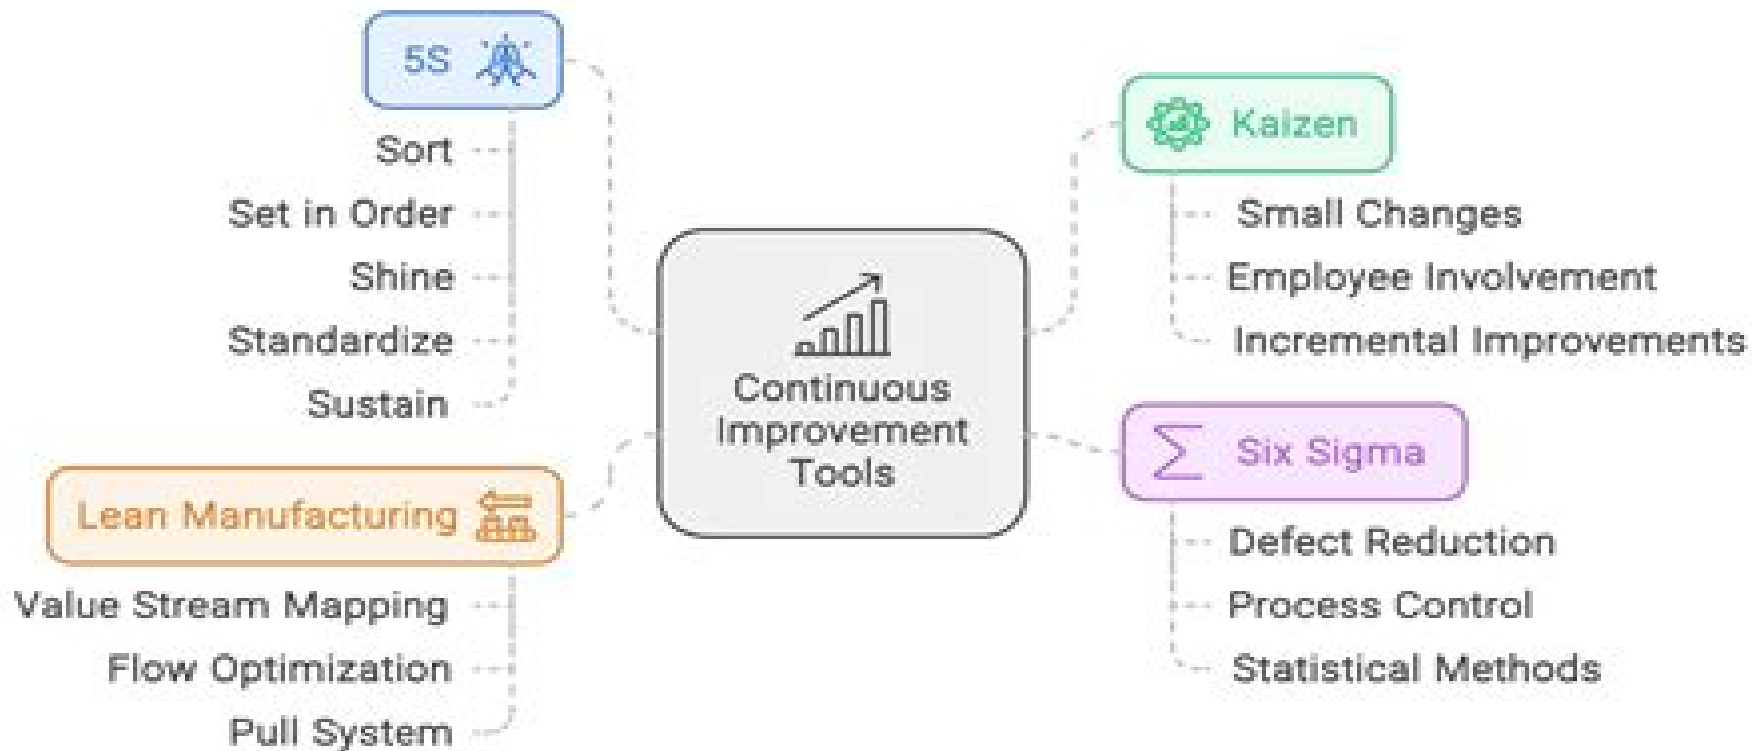 5S
Sort
Set in Order
Shine
Standardize
Sustain
Lean Manufacturing
Value Stream Mapping
Flow Optimization
Pull System
Continuous
Improvement
Tools
Kaizen
Small Changes
Employee Involvement
Incremental Improvements
Six Sigma
Defect Reduction
Process Control
Statistical Methods